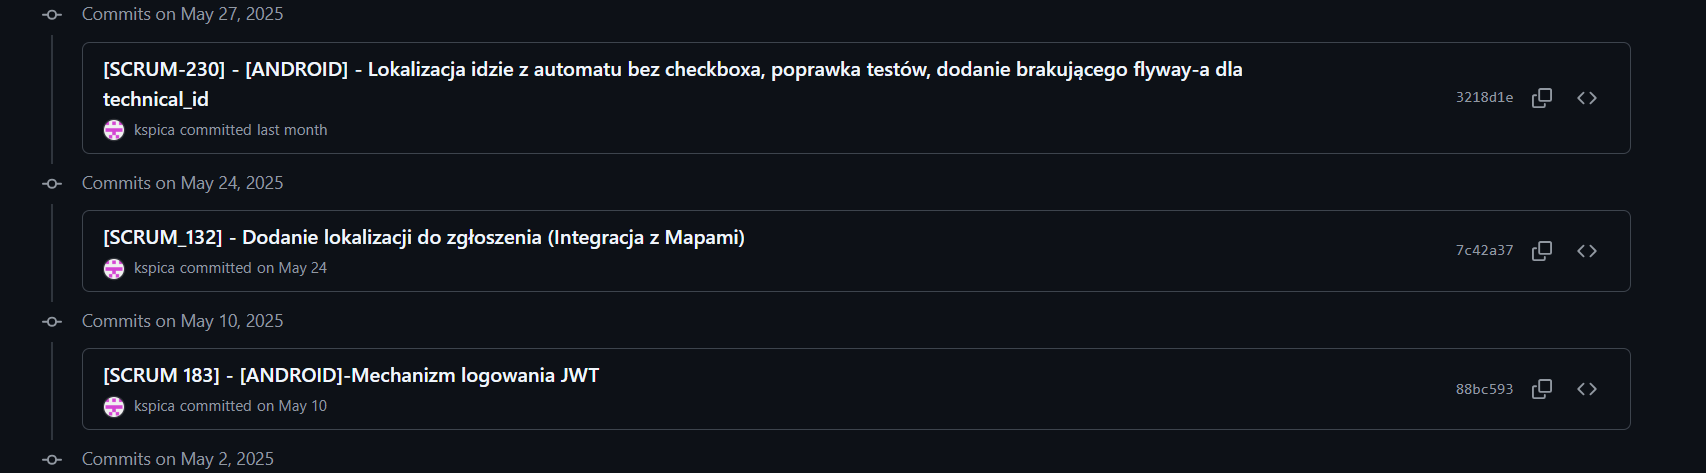 Commits on May 27, 2025
[SCRUM-230] - [ANDROID] - Lokalizacja idzie z automatu bez checkboxa, poprawka testów, dodanie brakującego flyway-a dla
technical_id
3218d1e
kspica committed last month
Commits on May 24, 2025
[SCRUM_132] - Dodanie lokalizacji do zgłoszenia (Integracja z Mapami)
7c42a37
kspica committed on May 24
Commits on May 10, 2025
[SCRUM 183] - [ANDROID]-Mechanizm logowania JWT
88bc593
kspica committed on May 10
Commits on May 2, 2025